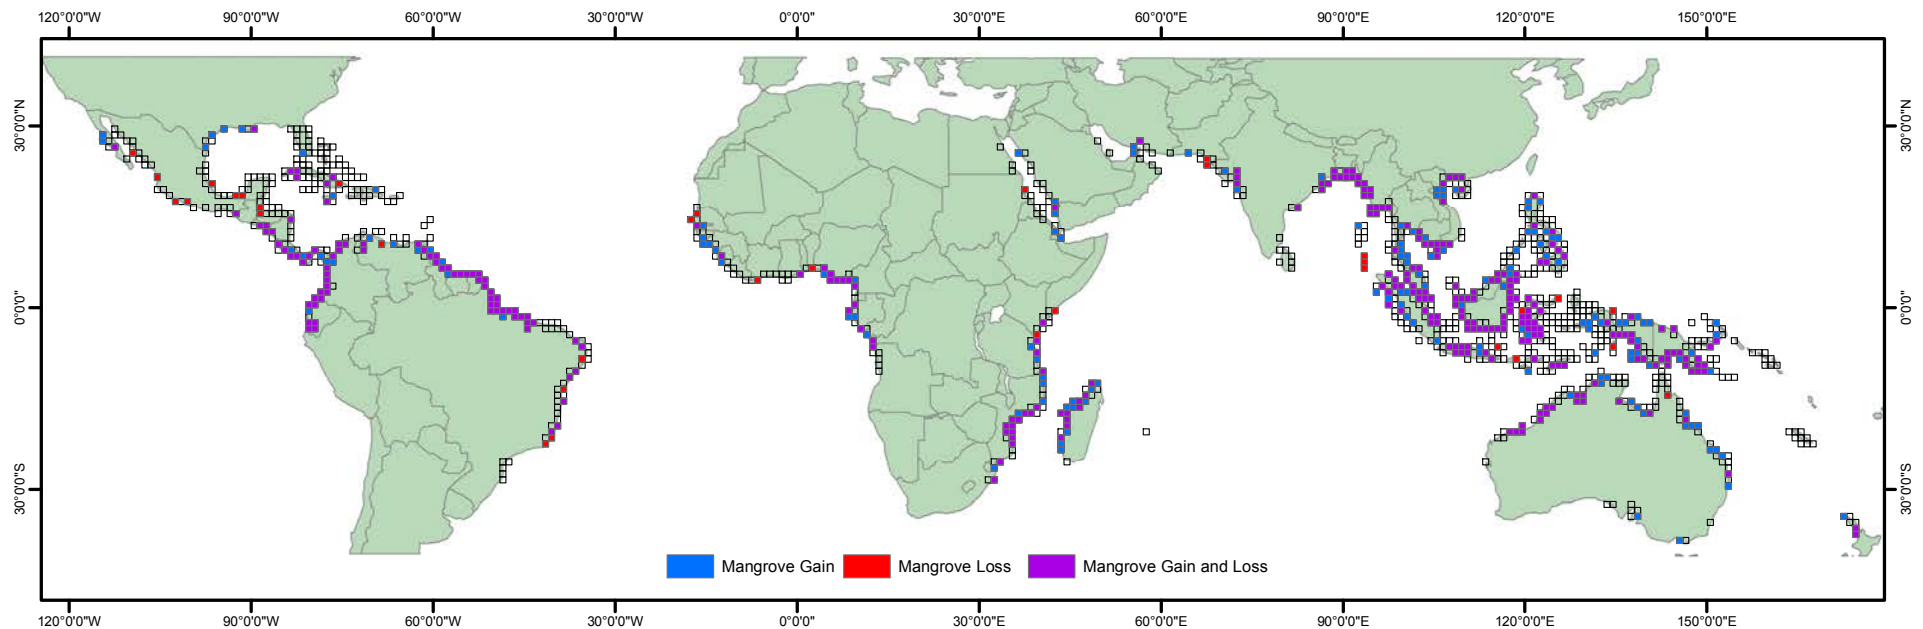 120°0'0"W 90°0'0"W 60°0'0"W 30°0'0"W 0°0'0" 30°0'0"E 60°0'0"E 90°0'0"E 120°0'0"E 150°0'0"E
30°0'0"N 30°0'0"N
0°0'0" 0°0'0"
30°0'0"S 30°0'0"S
Mangrove Gain Mangrove Loss Mangrove Gain and Loss
120°0'0"W 90°0'0"W 60°0'0"W 30°0'0"W 0°0'0" 30°0'0"E 60°0'0"E 90°0'0"E 120°0'0"E 150°0'0"E